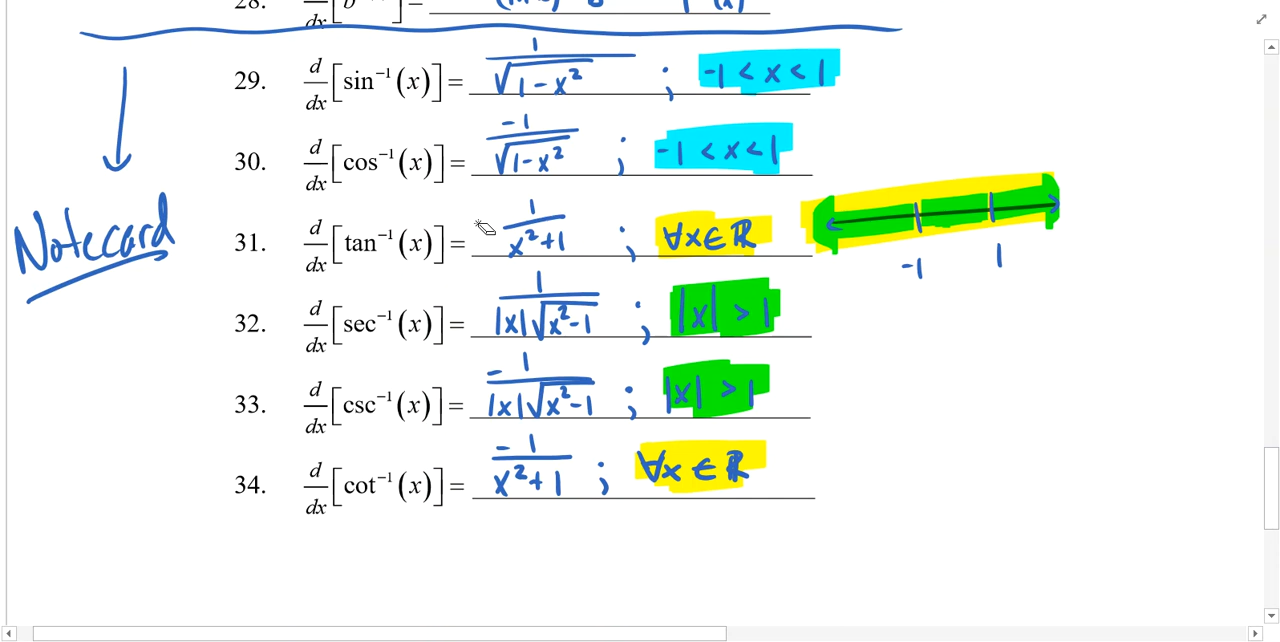 28. dx
29. d/dx [sin⁻¹(x)] = 1/√(1-x²) ; -1 < x < 1
30. d/dx [cos⁻¹(x)] = -1/√(1-x²) ; -1 < x < 1
31. d/dx [tan⁻¹(x)] = 1/(x²+1) ; ∀x∈ℝ
-1 1
Notecard
32. d/dx [sec⁻¹(x)] = 1/(|x|√(x²-1)) ; |x| > 1
33. d/dx [csc⁻¹(x)] = -1/(|x|√(x²-1)) ; |x| > 1
34. d/dx [cot⁻¹(x)] = -1/(x²+1) ; ∀x∈ℝ